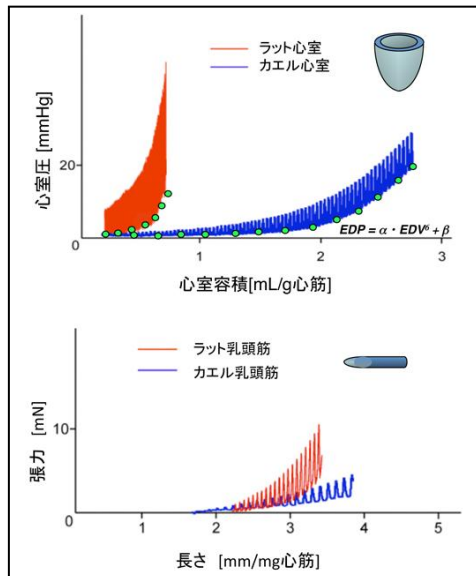 ラット心室
カエル心室
心室圧 [mmHg]
20
0
1
2
3
EDP = α · EDV⁶ + β
心室容積[mL/g心筋]
ラット乳頭筋
カエル乳頭筋
張力 [mN]
10
0
1
2
3
4
5
長さ [mm/mg心筋]